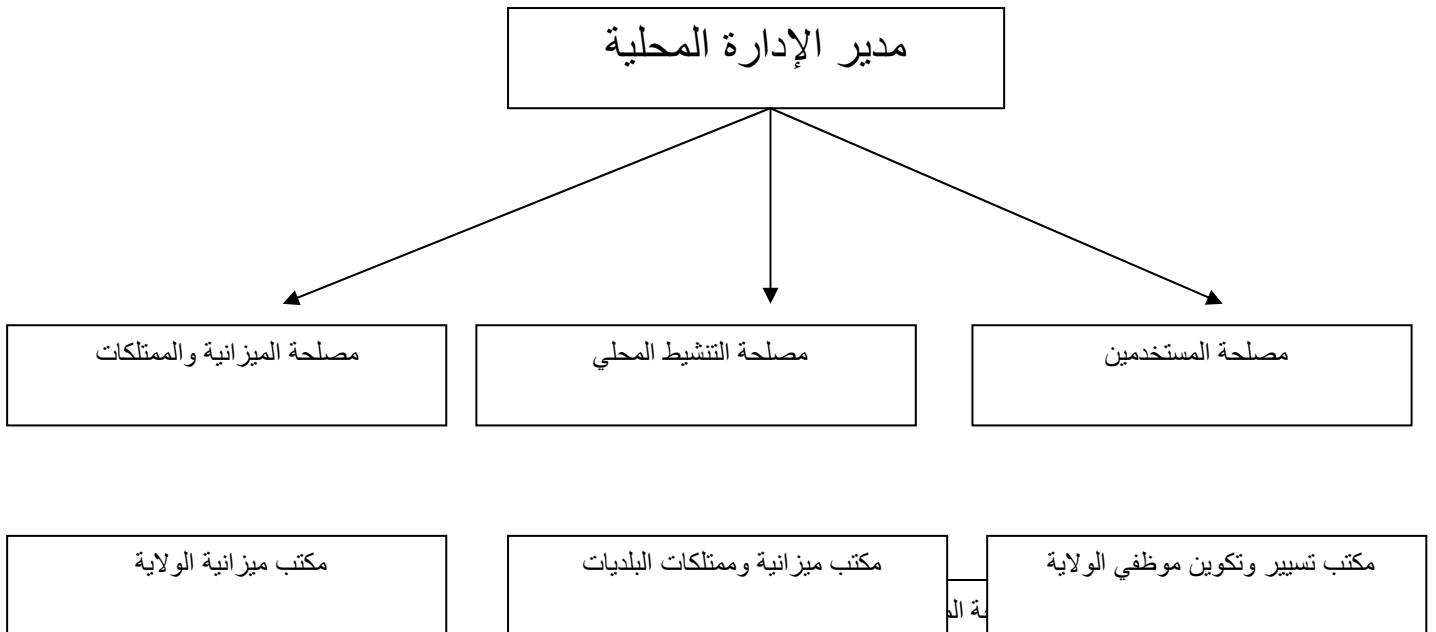 مدير الإدارة المحلية
مصلحة المستخدمين
مصلحة التنشيط المحلي
مصلحة الميزانية والممتلكات
مكتب تسيير وتكوين موظفي الولاية
مكتب ميزانية وممتلكات البلديات
مكتب ميزانية الولاية